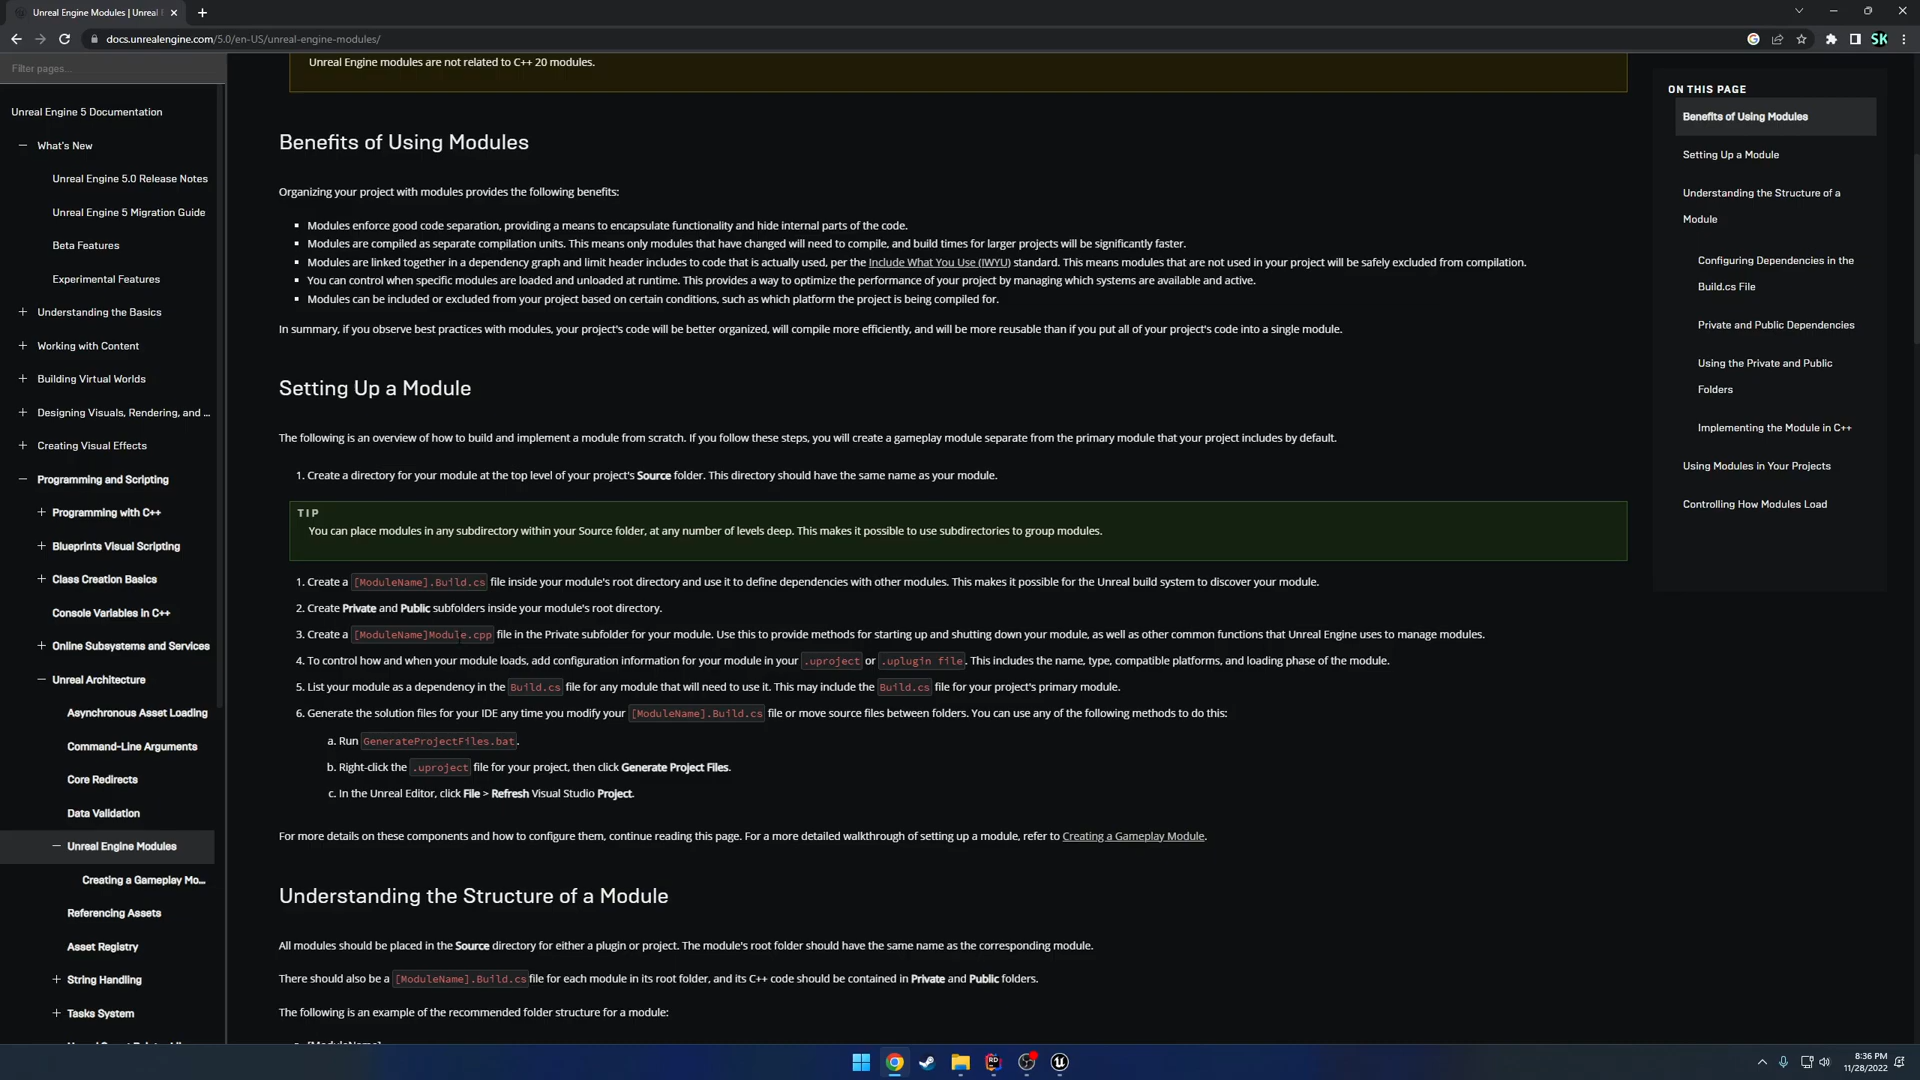 Unreal Engine Modules | Unreal
docs.unrealengine.com/5.0/en-US/unreal-engine-modules/
SK
Filter pages...
Unreal Engine 5 Documentation
What's New
Unreal Engine 5.0 Release Notes
Unreal Engine 5 Migration Guide
Beta Features
Experimental Features
Understanding the Basics
Working with Content
Building Virtual Worlds
Designing Visuals, Rendering, and ...
Creating Visual Effects
Programming and Scripting
Programming with C++
Blueprints Visual Scripting
Class Creation Basics
Console Variables in C++
Online Subsystems and Services
Unreal Architecture
Asynchronous Asset Loading
Command-Line Arguments
Core Redirects
Data Validation
Unreal Engine Modules
Creating a Gameplay Mo...
Referencing Assets
Asset Registry
String Handling
Tasks System
Unreal Engine modules are not related to C++ 20 modules.
Benefits of Using Modules
Organizing your project with modules provides the following benefits:
▪ Modules enforce good code separation, providing a means to encapsulate functionality and hide internal parts of the code.
▪ Modules are compiled as separate compilation units. This means only modules that have changed will need to compile, and build times for larger projects will be significantly faster.
▪ Modules are linked together in a dependency graph and limit header includes to code that is actually used, per the Include What You Use (IWYU) standard. This means modules that are not used in your project will be safely excluded from compilation.
▪ You can control when specific modules are loaded and unloaded at runtime. This provides a way to optimize the performance of your project by managing which systems are available and active.
▪ Modules can be included or excluded from your project based on certain conditions, such as which platform the project is being compiled for.
In summary, if you observe best practices with modules, your project's code will be better organized, will compile more efficiently, and will be more reusable than if you put all of your project's code into a single module.
Setting Up a Module
The following is an overview of how to build and implement a module from scratch. If you follow these steps, you will create a gameplay module separate from the primary module that your project includes by default.
1. Create a directory for your module at the top level of your project's Source folder. This directory should have the same name as your module.
TIP
You can place modules in any subdirectory within your Source folder, at any number of levels deep. This makes it possible to use subdirectories to group modules.
1. Create a [ModuleName].Build.cs file inside your module's root directory and use it to define dependencies with other modules. This makes it possible for the Unreal build system to discover your module.
2. Create Private and Public subfolders inside your module's root directory.
3. Create a [ModuleName]Module.cpp file in the Private subfolder for your module. Use this to provide methods for starting up and shutting down your module, as well as other common functions that Unreal Engine uses to manage modules.
4. To control how and when your module loads, add configuration information for your module in your .uproject or .uplugin file. This includes the name, type, compatible platforms, and loading phase of the module.
5. List your module as a dependency in the Build.cs file for any module that will need to use it. This may include the Build.cs file for your project's primary module.
6. Generate the solution files for your IDE any time you modify your [ModuleName].Build.cs file or move source files between folders. You can use any of the following methods to do this:
a. Run GenerateProjectFiles.bat.
b. Right-click the .uproject file for your project, then click Generate Project Files.
c. In the Unreal Editor, click File > Refresh Visual Studio Project.
For more details on these components and how to configure them, continue reading this page. For a more detailed walkthrough of setting up a module, refer to Creating a Gameplay Module.
Understanding the Structure of a Module
All modules should be placed in the Source directory for either a plugin or project. The module's root folder should have the same name as the corresponding module.
There should also be a [ModuleName].Build.cs file for each module in its root folder, and its C++ code should be contained in Private and Public folders.
The following is an example of the recommended folder structure for a module:
ON THIS PAGE
Benefits of Using Modules
Setting Up a Module
Understanding the Structure of a
Module
Configuring Dependencies in the
Build.cs File
Private and Public Dependencies
Using the Private and Public
Folders
Implementing the Module in C++
Using Modules in Your Projects
Controlling How Modules Load
RD
8:36 PM
11/28/2022